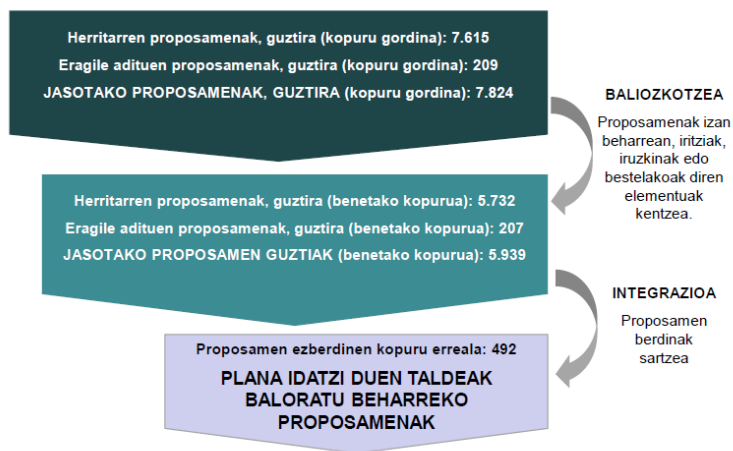 Herritarren proposamenak, guztira (kopuru gordina): 7.615
Eragile adituen proposamenak, guztira (kopuru gordina): 209
JASOTAKO PROPOSAMENAK, GUZTIRA (kopuru gordina): 7.824
BALIOZKOTZEA
Proposamenak izan
beharrean, iritziak,
iruzkinak edo
bestelakoak diren
elementuak
kentzea.
Herritarren proposamenak, guztira (benetako kopurua): 5.732
Eragile adituen proposamenak, guztira (benetako kopurua): 207
JASOTAKO PROPOSAMEN GUZTIAK (benetako kopurua): 5.939
INTEGRAZIOA
Proposamen
berdinak
sartzea
Proposamen ezberdinen kopuru erreala: 492
PLANA IDATZI DUEN TALDEAK
BALORATU BEHARREKO
PROPOSAMENAK